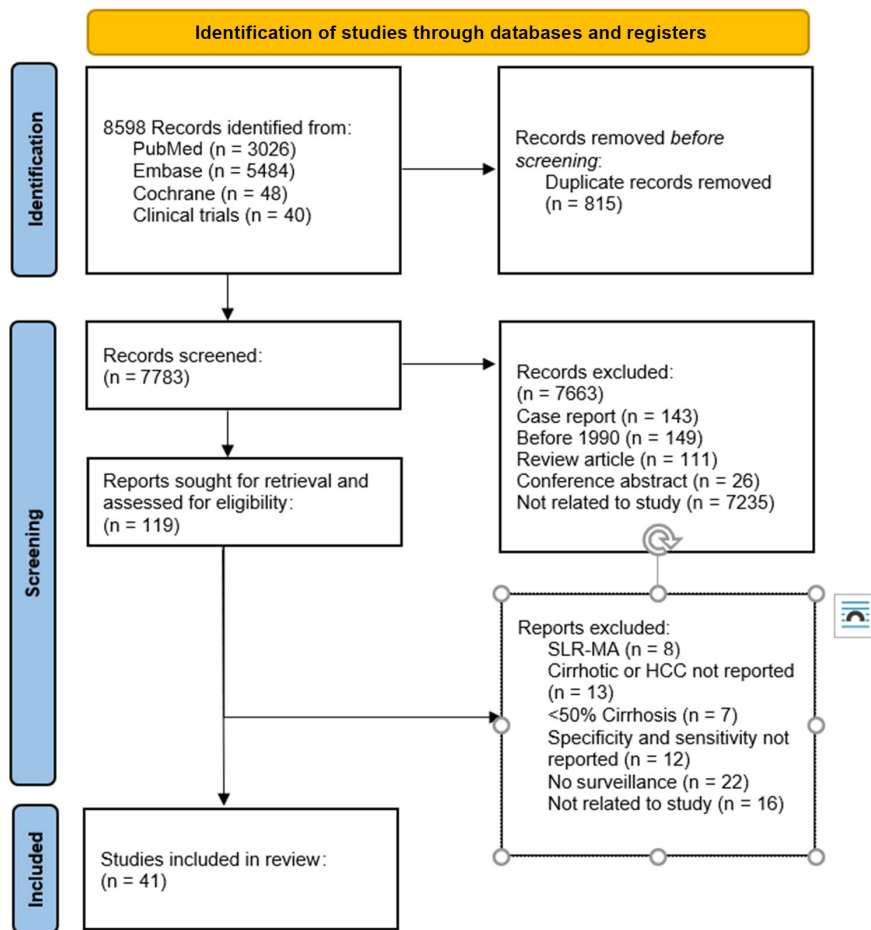 Identification of studies through databases and registers
Identification
8598 Records identified from:
PubMed (n = 3026)
Embase (n = 5484)
Cochrane (n = 48)
Clinical trials (n = 40)
Records removed before
screening:
Duplicate records removed
(n = 815)
Screening
Records screened:
(n = 7783)
Records excluded:
(n = 7663)
Case report (n = 143)
Before 1990 (n = 149)
Review article (n = 111)
Conference abstract (n = 26)
Not related to study (n = 7235)
Reports sought for retrieval and
assessed for eligibility:
(n = 119)
Reports excluded:
SLR-MA (n = 8)
Cirrhotic or HCC not reported
(n = 13)
<50% Cirrhosis (n = 7)
Specificity and sensitivity not
reported (n = 12)
No surveillance (n = 22)
Not related to study (n = 16)
Included
Studies included in review:
(n = 41)